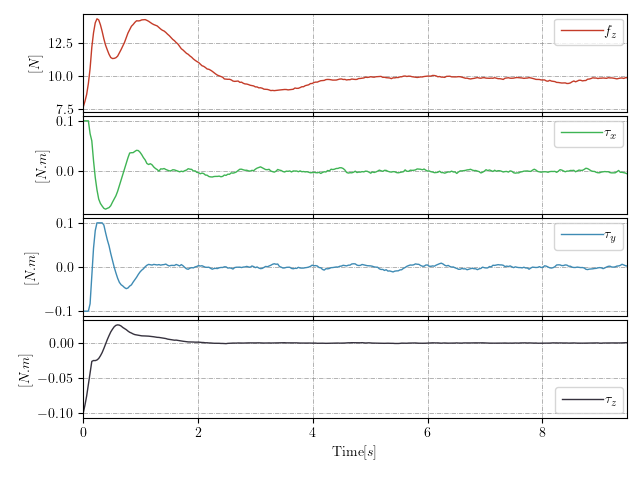 12.5
10.0
7.5
[N]
f_z
0.1
0.0
[N.m]
τ_x
0.1
0.0
−0.1
[N.m]
τ_y
0.00
−0.05
−0.10
[N.m]
τ_z
0 2 4 6 8
Time[s]